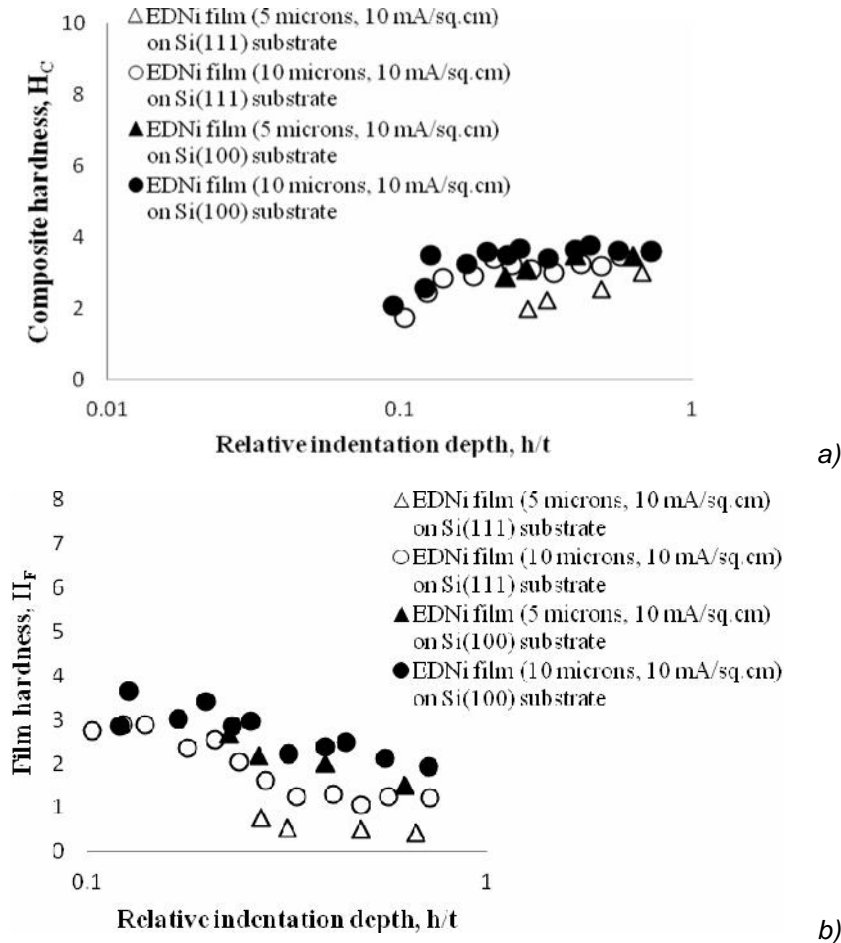 10
8
6
4
2
0
0.01
0.1
1
Composite hardness, H_C
EDNi film (5 microns, 10 mA/sq.cm)
on Si(111) substrate
EDNi film (10 microns, 10 mA/sq.cm)
on Si(111) substrate
EDNi film (5 microns, 10 mA/sq.cm)
on Si(100) substrate
EDNi film (10 microns, 10 mA/sq.cm)
on Si(100) substrate
Relative indentation depth, h/t
a)
8
7
6
5
4
3
2
1
0
0.1
1
Film hardness, H_F
EDNi film (5 microns, 10 mA/sq.cm)
on Si(111) substrate
EDNi film (10 microns, 10 mA/sq.cm)
on Si(111) substrate
EDNi film (5 microns, 10 mA/sq.cm)
on Si(100) substrate
EDNi film (10 microns, 10 mA/sq.cm)
on Si(100) substrate
Relative indentation depth, h/t
b)